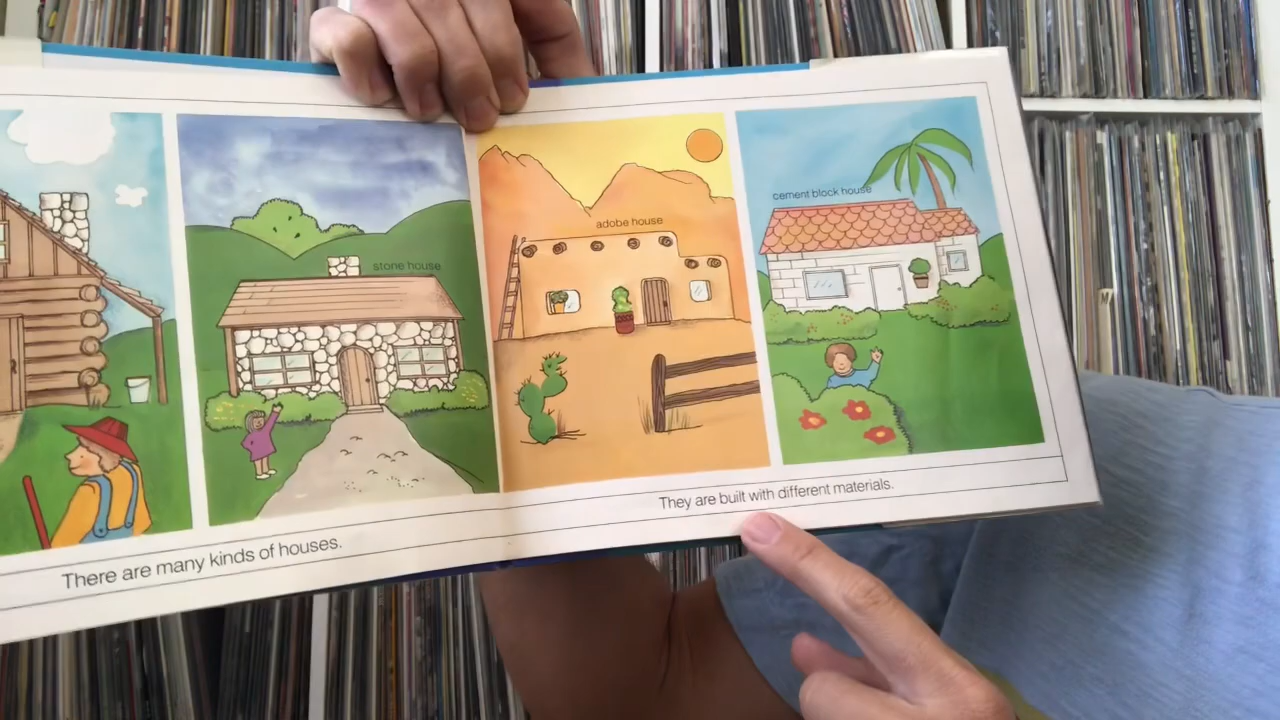 stone house
adobe house
cement block house
There are many kinds of houses.
They are built with different materials.